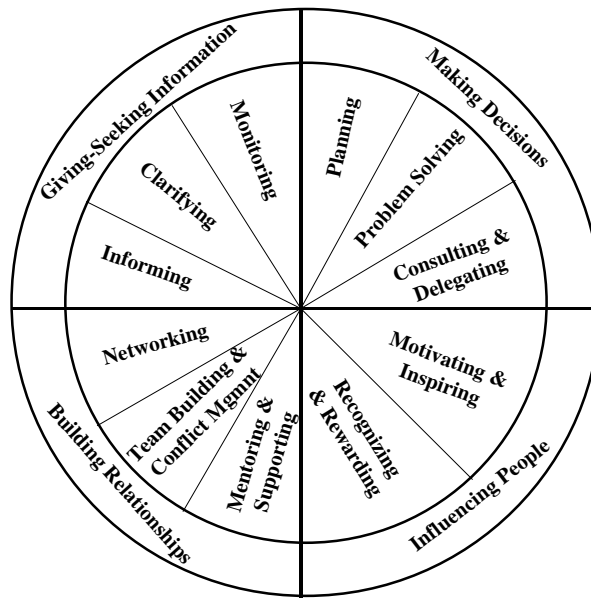 Giving-Seeking Information
Making Decisions
Monitoring
Planning
Clarifying
Problem Solving
Informing
Consulting &
Delegating
Networking
Motivating &
Inspiring
Team Building &
Conflict Mgmnt
Mentoring &
Supporting
Recognizing
& Rewarding
Building Relationships
Influencing People